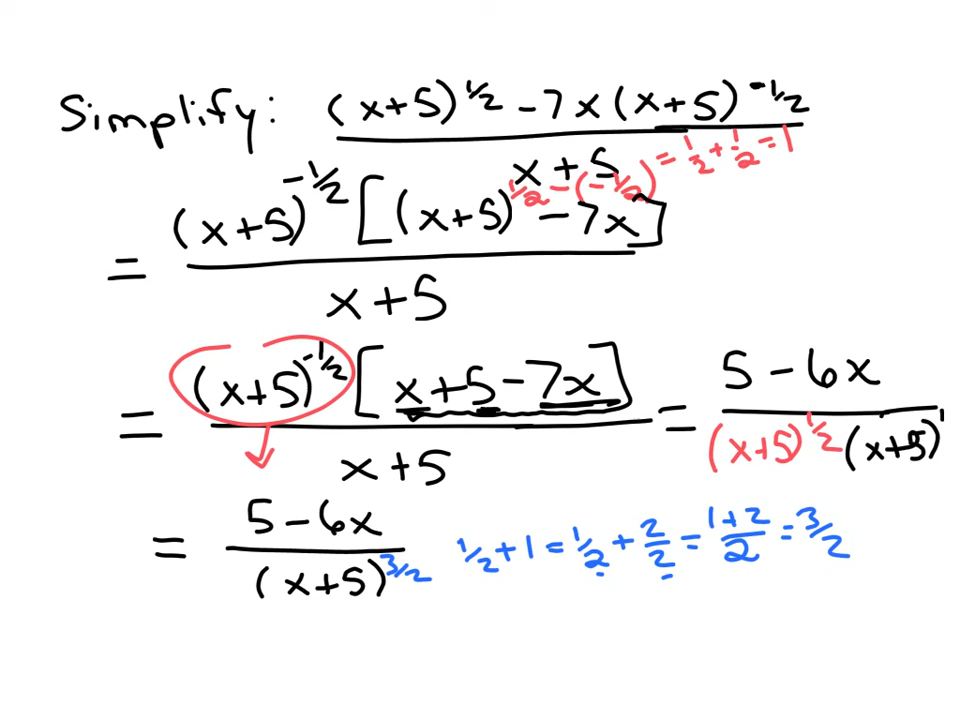 Simplify: (x+5)^1/2 - 7x(x+5)^-1/2
x+5
1/2 - (-1/2) = 1/2 + 1/2 = 1
= (x+5)^-1/2 [(x+5) - 7x]
x+5
= (x+5)^-1/2 [x+5-7x] = 5-6x
x+5 (x+5)^1/2 (x+5)^1
= 5-6x 1/2 + 1 = 1/2 + 2/2 = 1+2/2 = 3/2
(x+5)^3/2